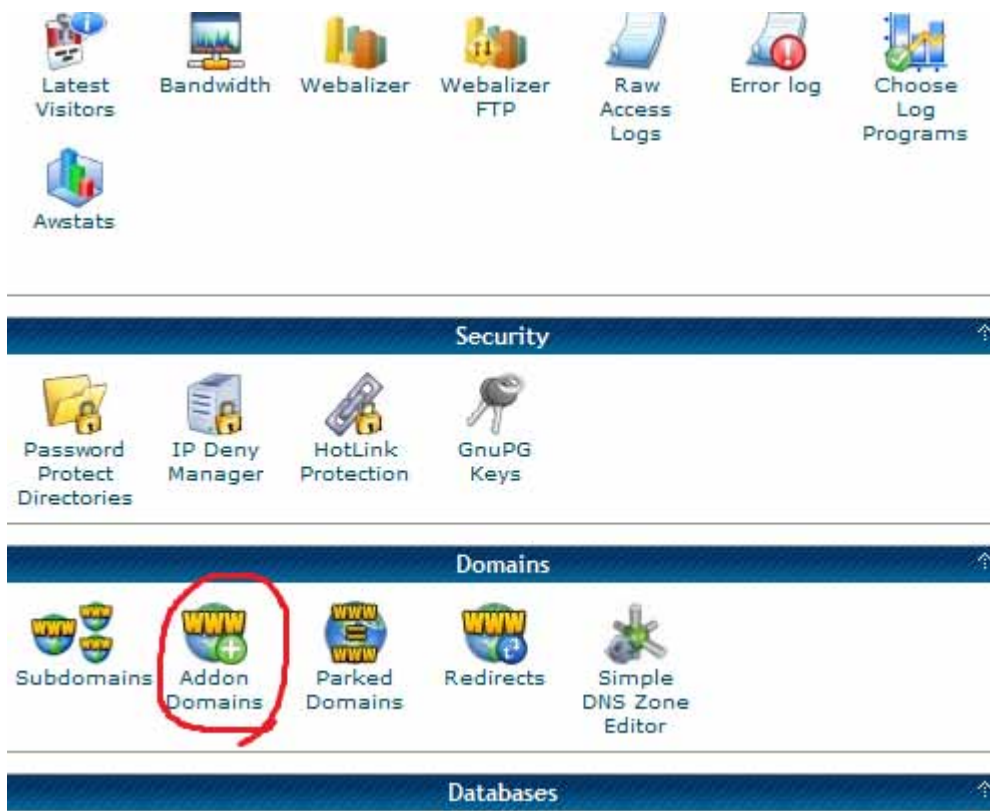 Latest Visitors
Bandwidth
Webalizer
Webalizer FTP
Raw Access Logs
Error log
Choose Log Programs
Awstats
Security
Password Protect Directories
IP Deny Manager
HotLink Protection
GnuPG Keys
Domains
Subdomains
Addon Domains
Parked Domains
Redirects
Simple DNS Zone Editor
Databases